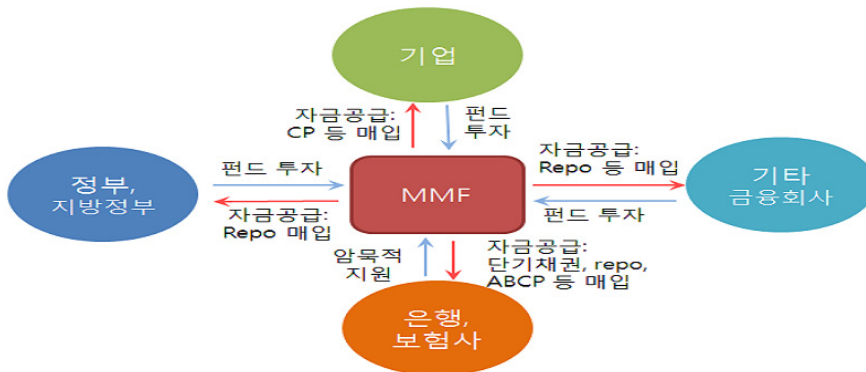 기업
자금공급:
CP 등 매입
펀드
투자
정부,
지방정부
펀드 투자
자금공급:
Repo 매입
MMF
자금공급:
Repo 등 매입
펀드 투자
기타
금융회사
암묵적
지원
자금공급:
단기채권, repo,
ABCP 등 매입
은행,
보험사